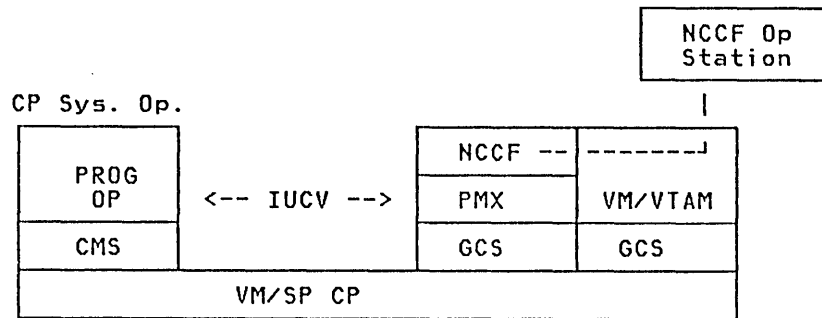 NCCF Op
Station
CP Sys. Op.
NCCF -- -------
PROG
OP
<-- IUCV -->
PMX
VM/VTAM
CMS
GCS
GCS
VM/SP CP